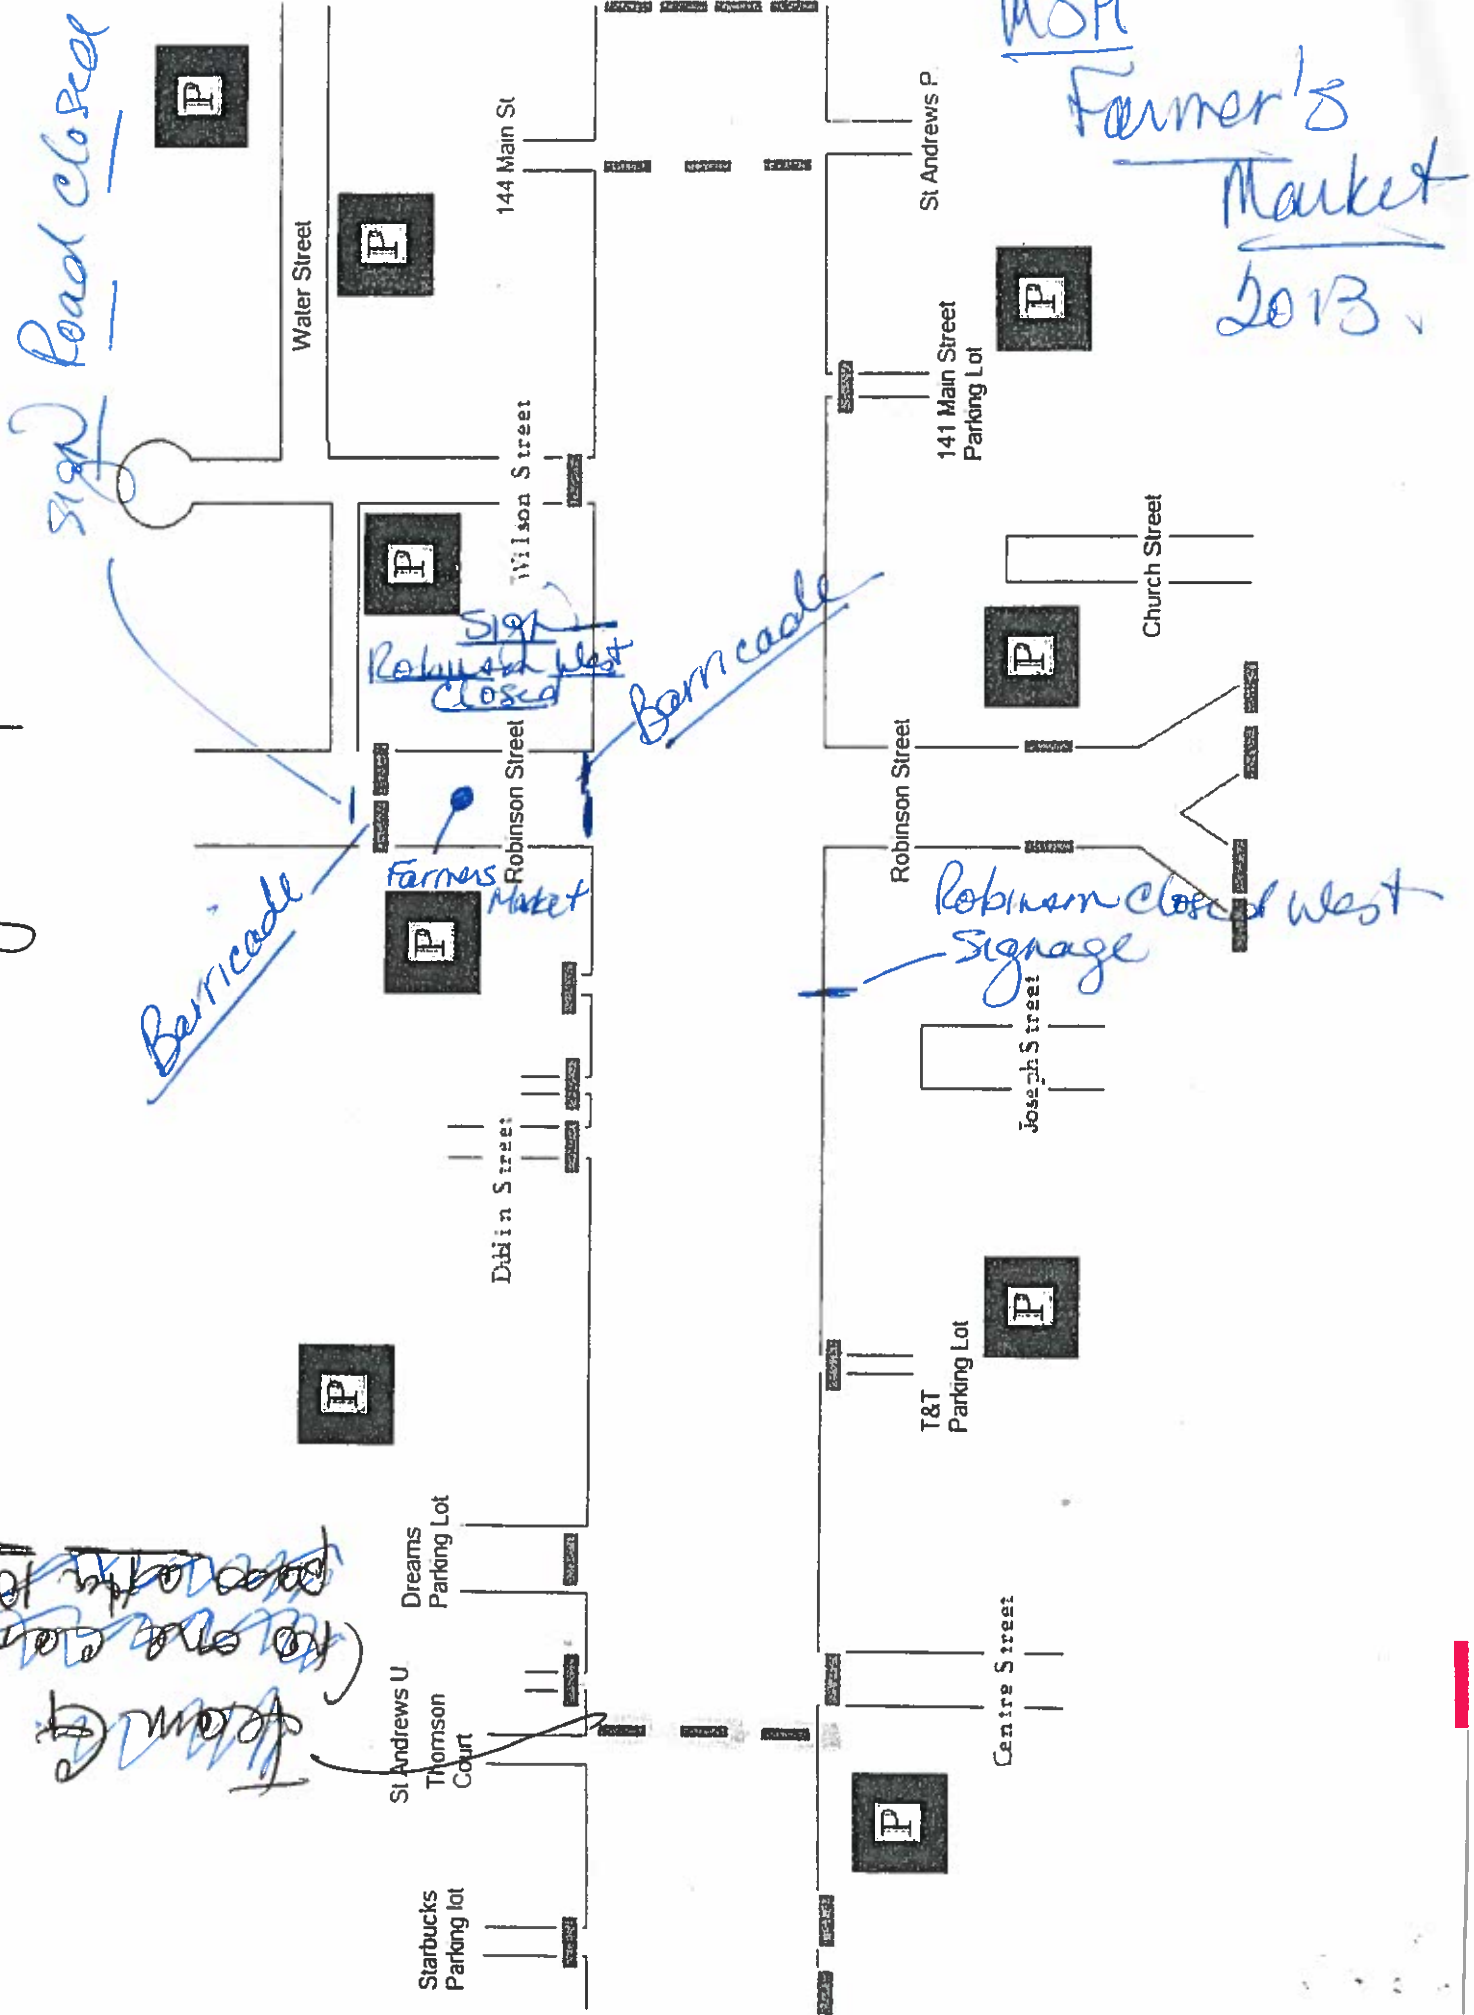 MSM
Farmer's
Market
2013.
Sign Road Closed
P
P
Water Street
144 Main St
St Andrews P
P
141 Main Street
Parking Lot
Wilson Street
P
Sign
Robinson West
Closed
Barricade
Church Street
P
Robinson Street
Robinson Street
Farmers
Market
P
Barricade
Robinson Closed West
Signage
Joseph Street
Dublin Street
P
P
T&T
Parking Lot
Dreams
Parking Lot
St Andrews U
Thomson
Court
Centre Street
P
Starbucks
Parking lot